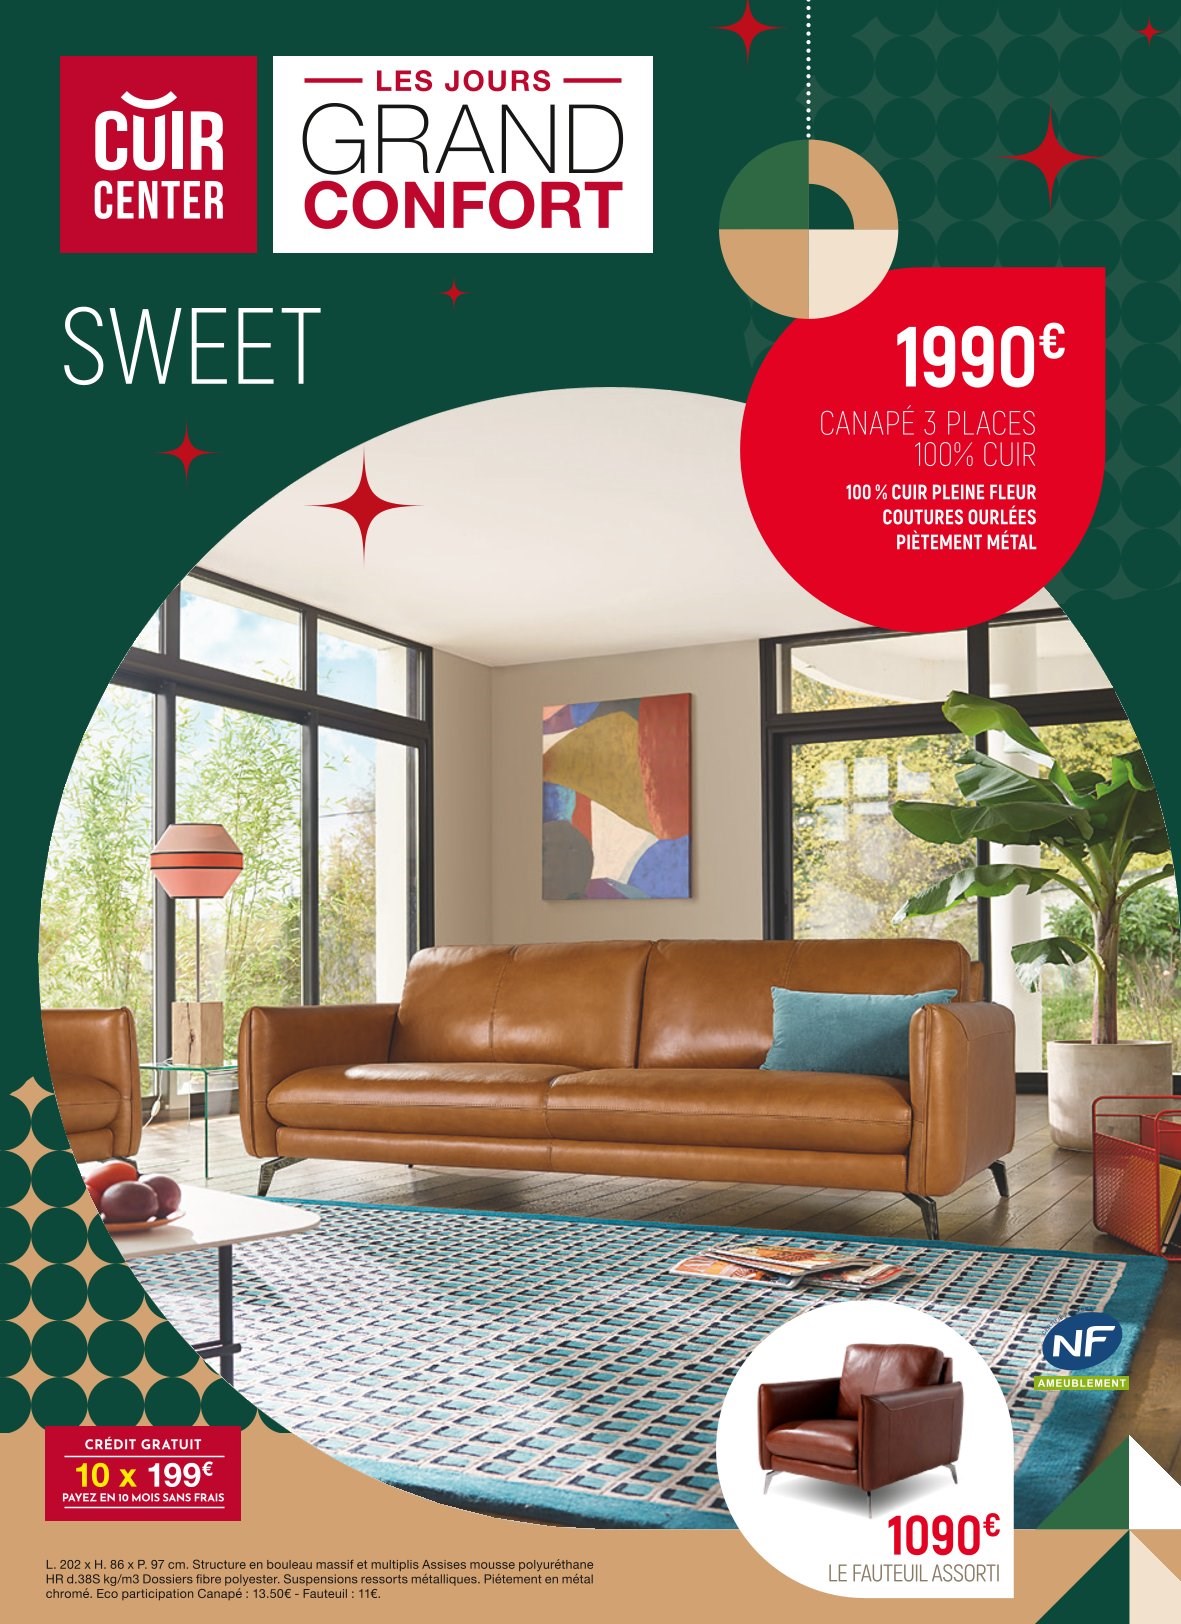 CUIR
CENTER
LES JOURS
GRAND
CONFORT
SWEET
1990€
CANAPÉ 3 PLACES
100% CUIR
100 % CUIR PLEINE FLEUR
COUTURES OURLÉES
PIÈTEMENT MÉTAL
NF
AMEUBLEMENT
CRÉDIT GRATUIT
10 x 199€
PAYEZ EN 10 MOIS SANS FRAIS
1090€
LE FAUTEUIL ASSORTI
L. 202 x H. 86 x P. 97 cm. Structure en bouleau massif et multiplis Assises mousse polyuréthane
HR d.38S kg/m3 Dossiers fibre polyester. Suspensions ressorts métalliques. Piétement en métal
chromé. Eco participation Canapé : 13.50€ - Fauteuil : 11€.